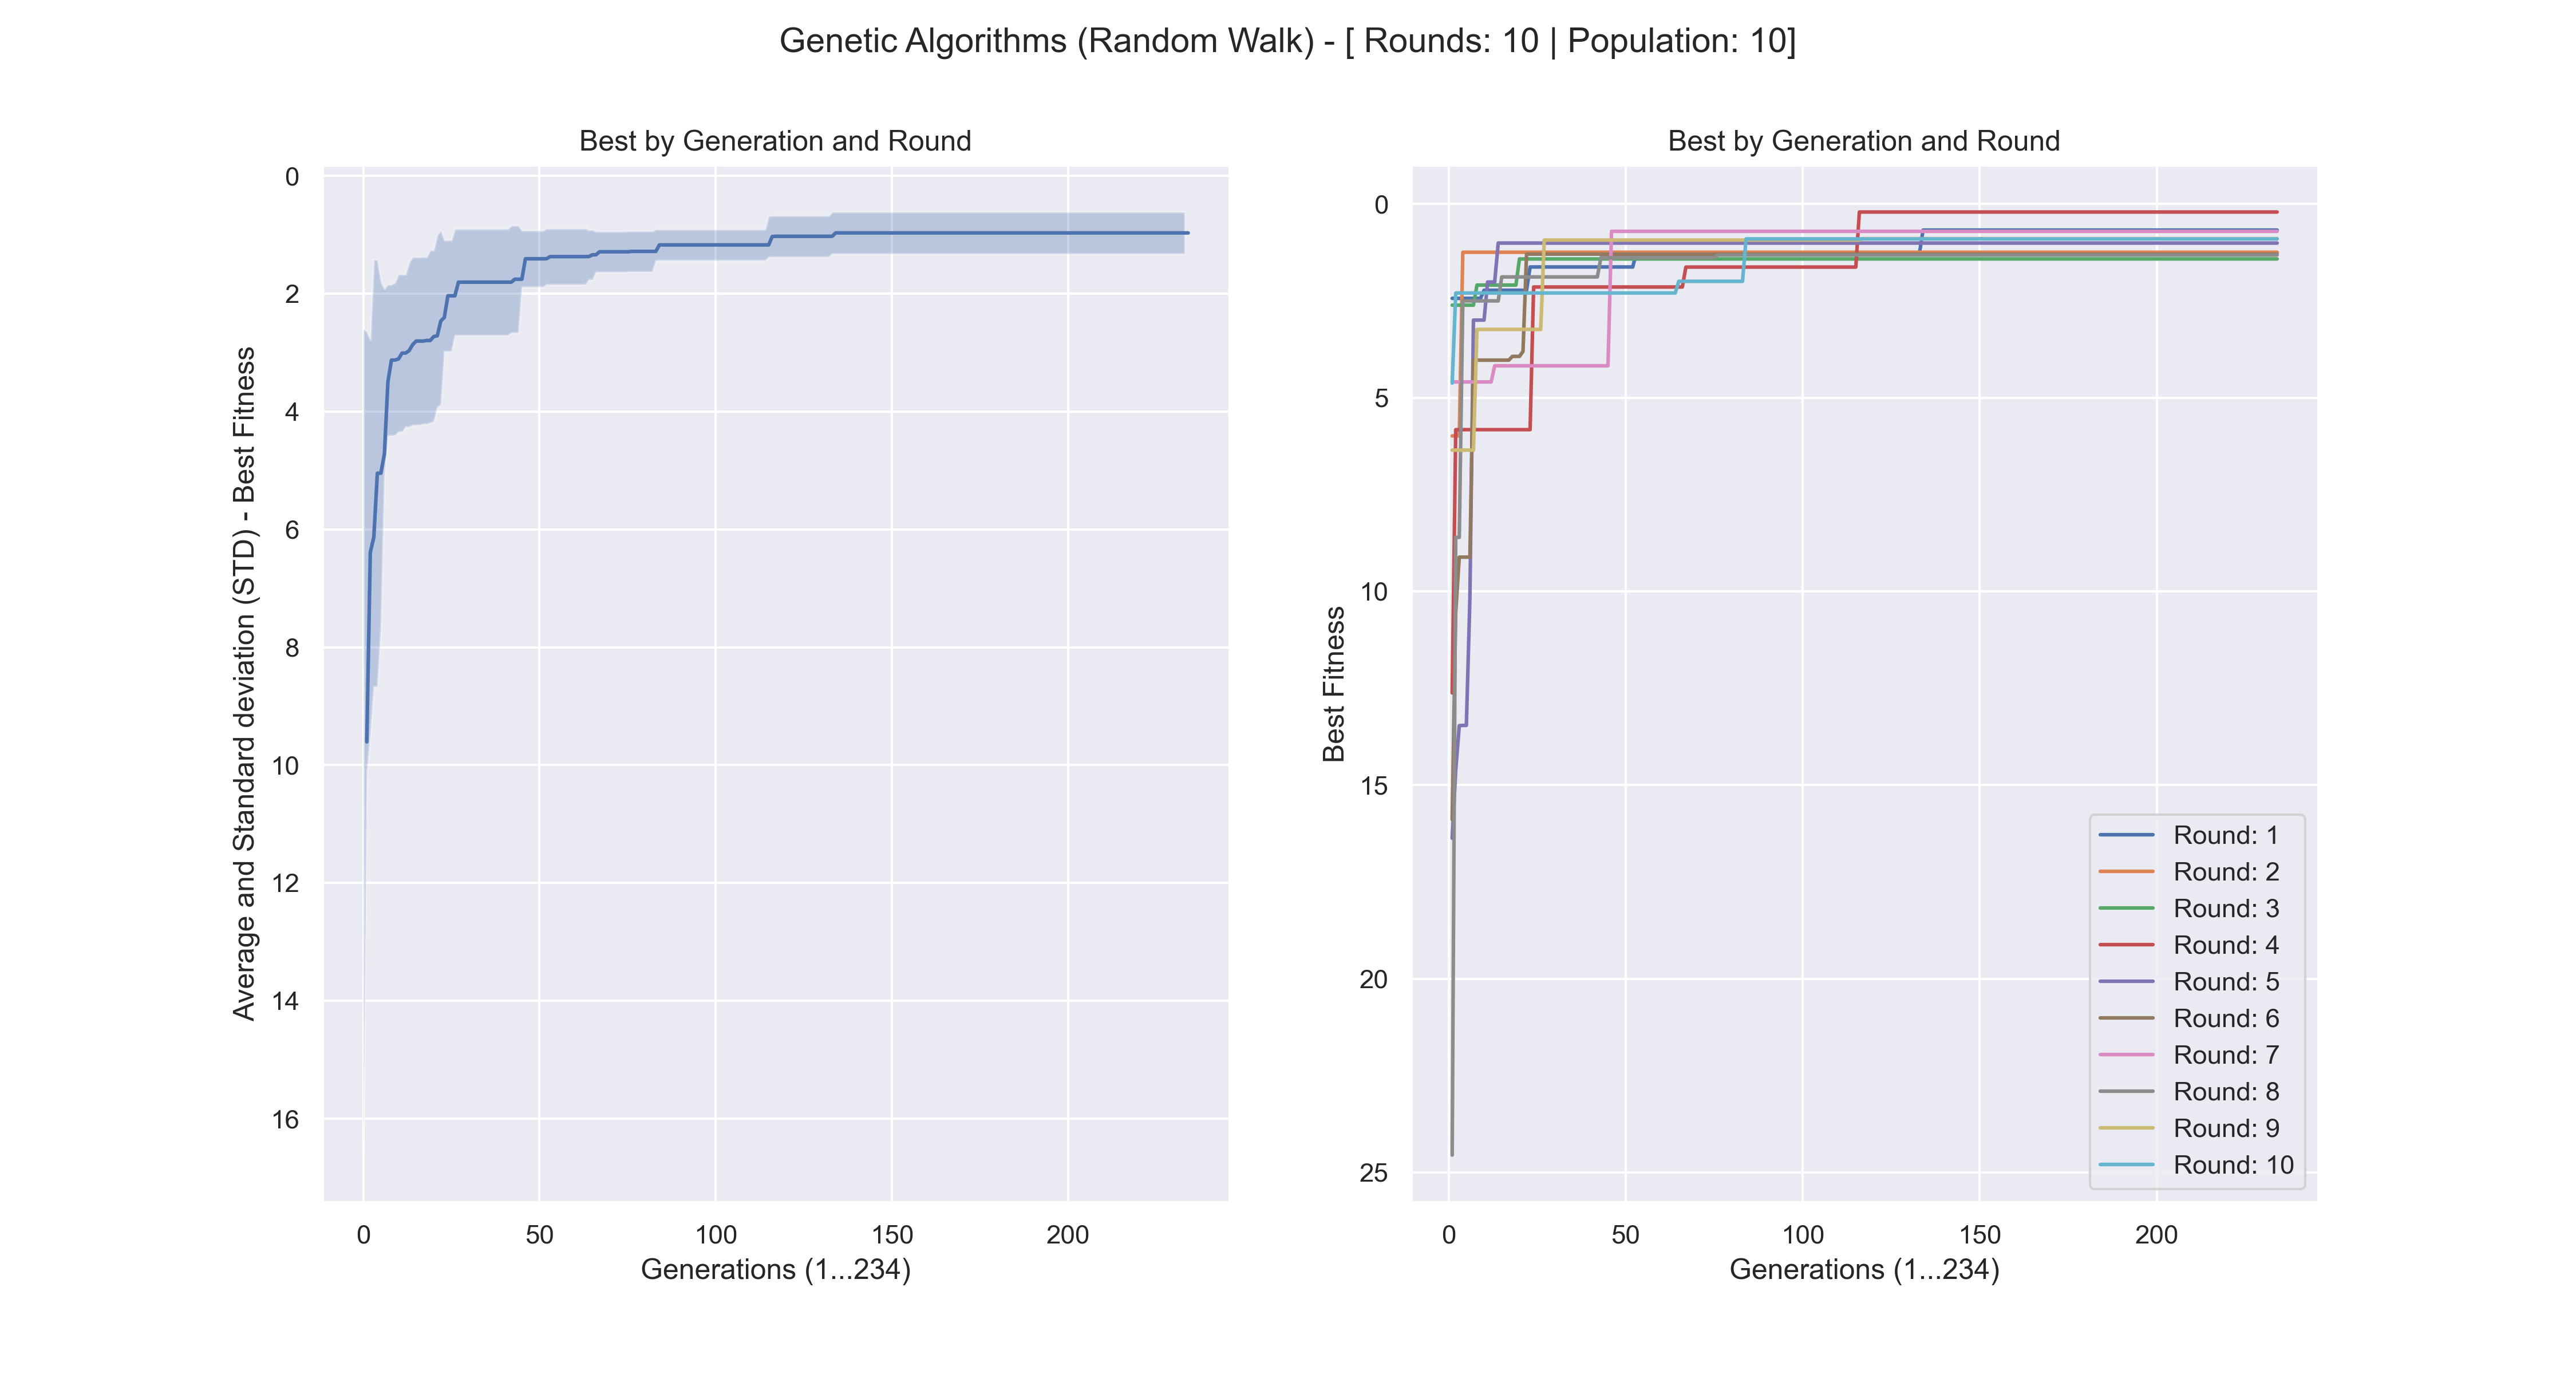 Genetic Algorithms (Random Walk) - [ Rounds: 10 | Population: 10]
Best by Generation and Round
Average and Standard deviation (STD) - Best Fitness
0
2
4
6
8
10
12
14
16
0 50 100 150 200
Generations (1...234)
Best by Generation and Round
Best Fitness
0
5
10
15
20
25
Round: 1
Round: 2
Round: 3
Round: 4
Round: 5
Round: 6
Round: 7
Round: 8
Round: 9
Round: 10
0 50 100 150 200
Generations (1...234)